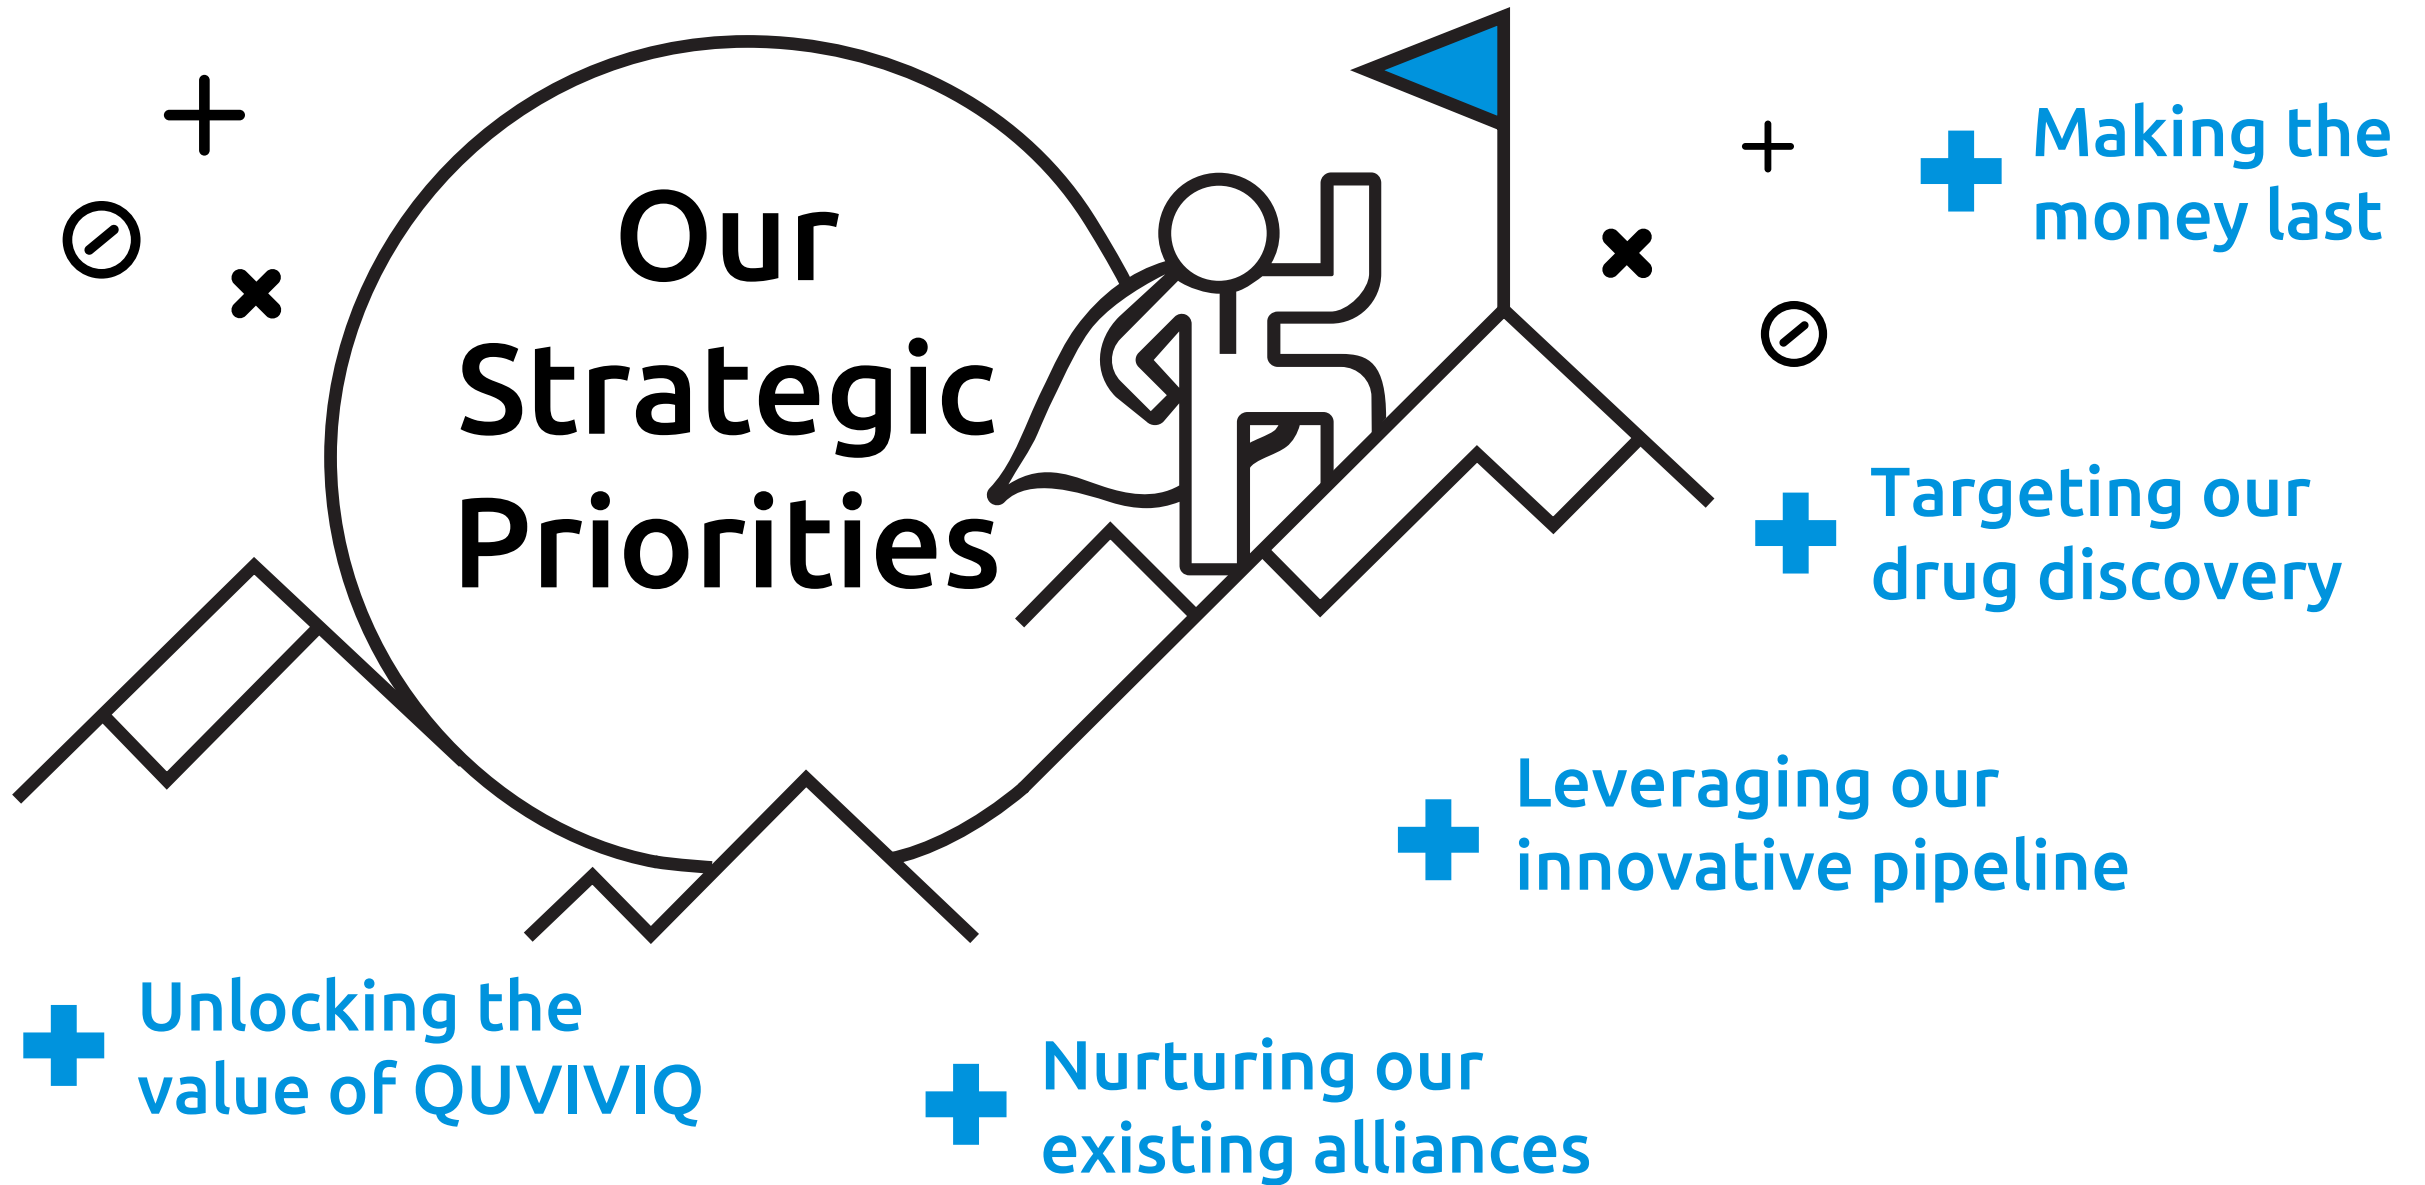 Our
Strategic
Priorities
Making the
money last
Targeting our
drug discovery
Leveraging our
innovative pipeline
Unlocking the
value of QUVIVIQ
Nurturing our
existing alliances